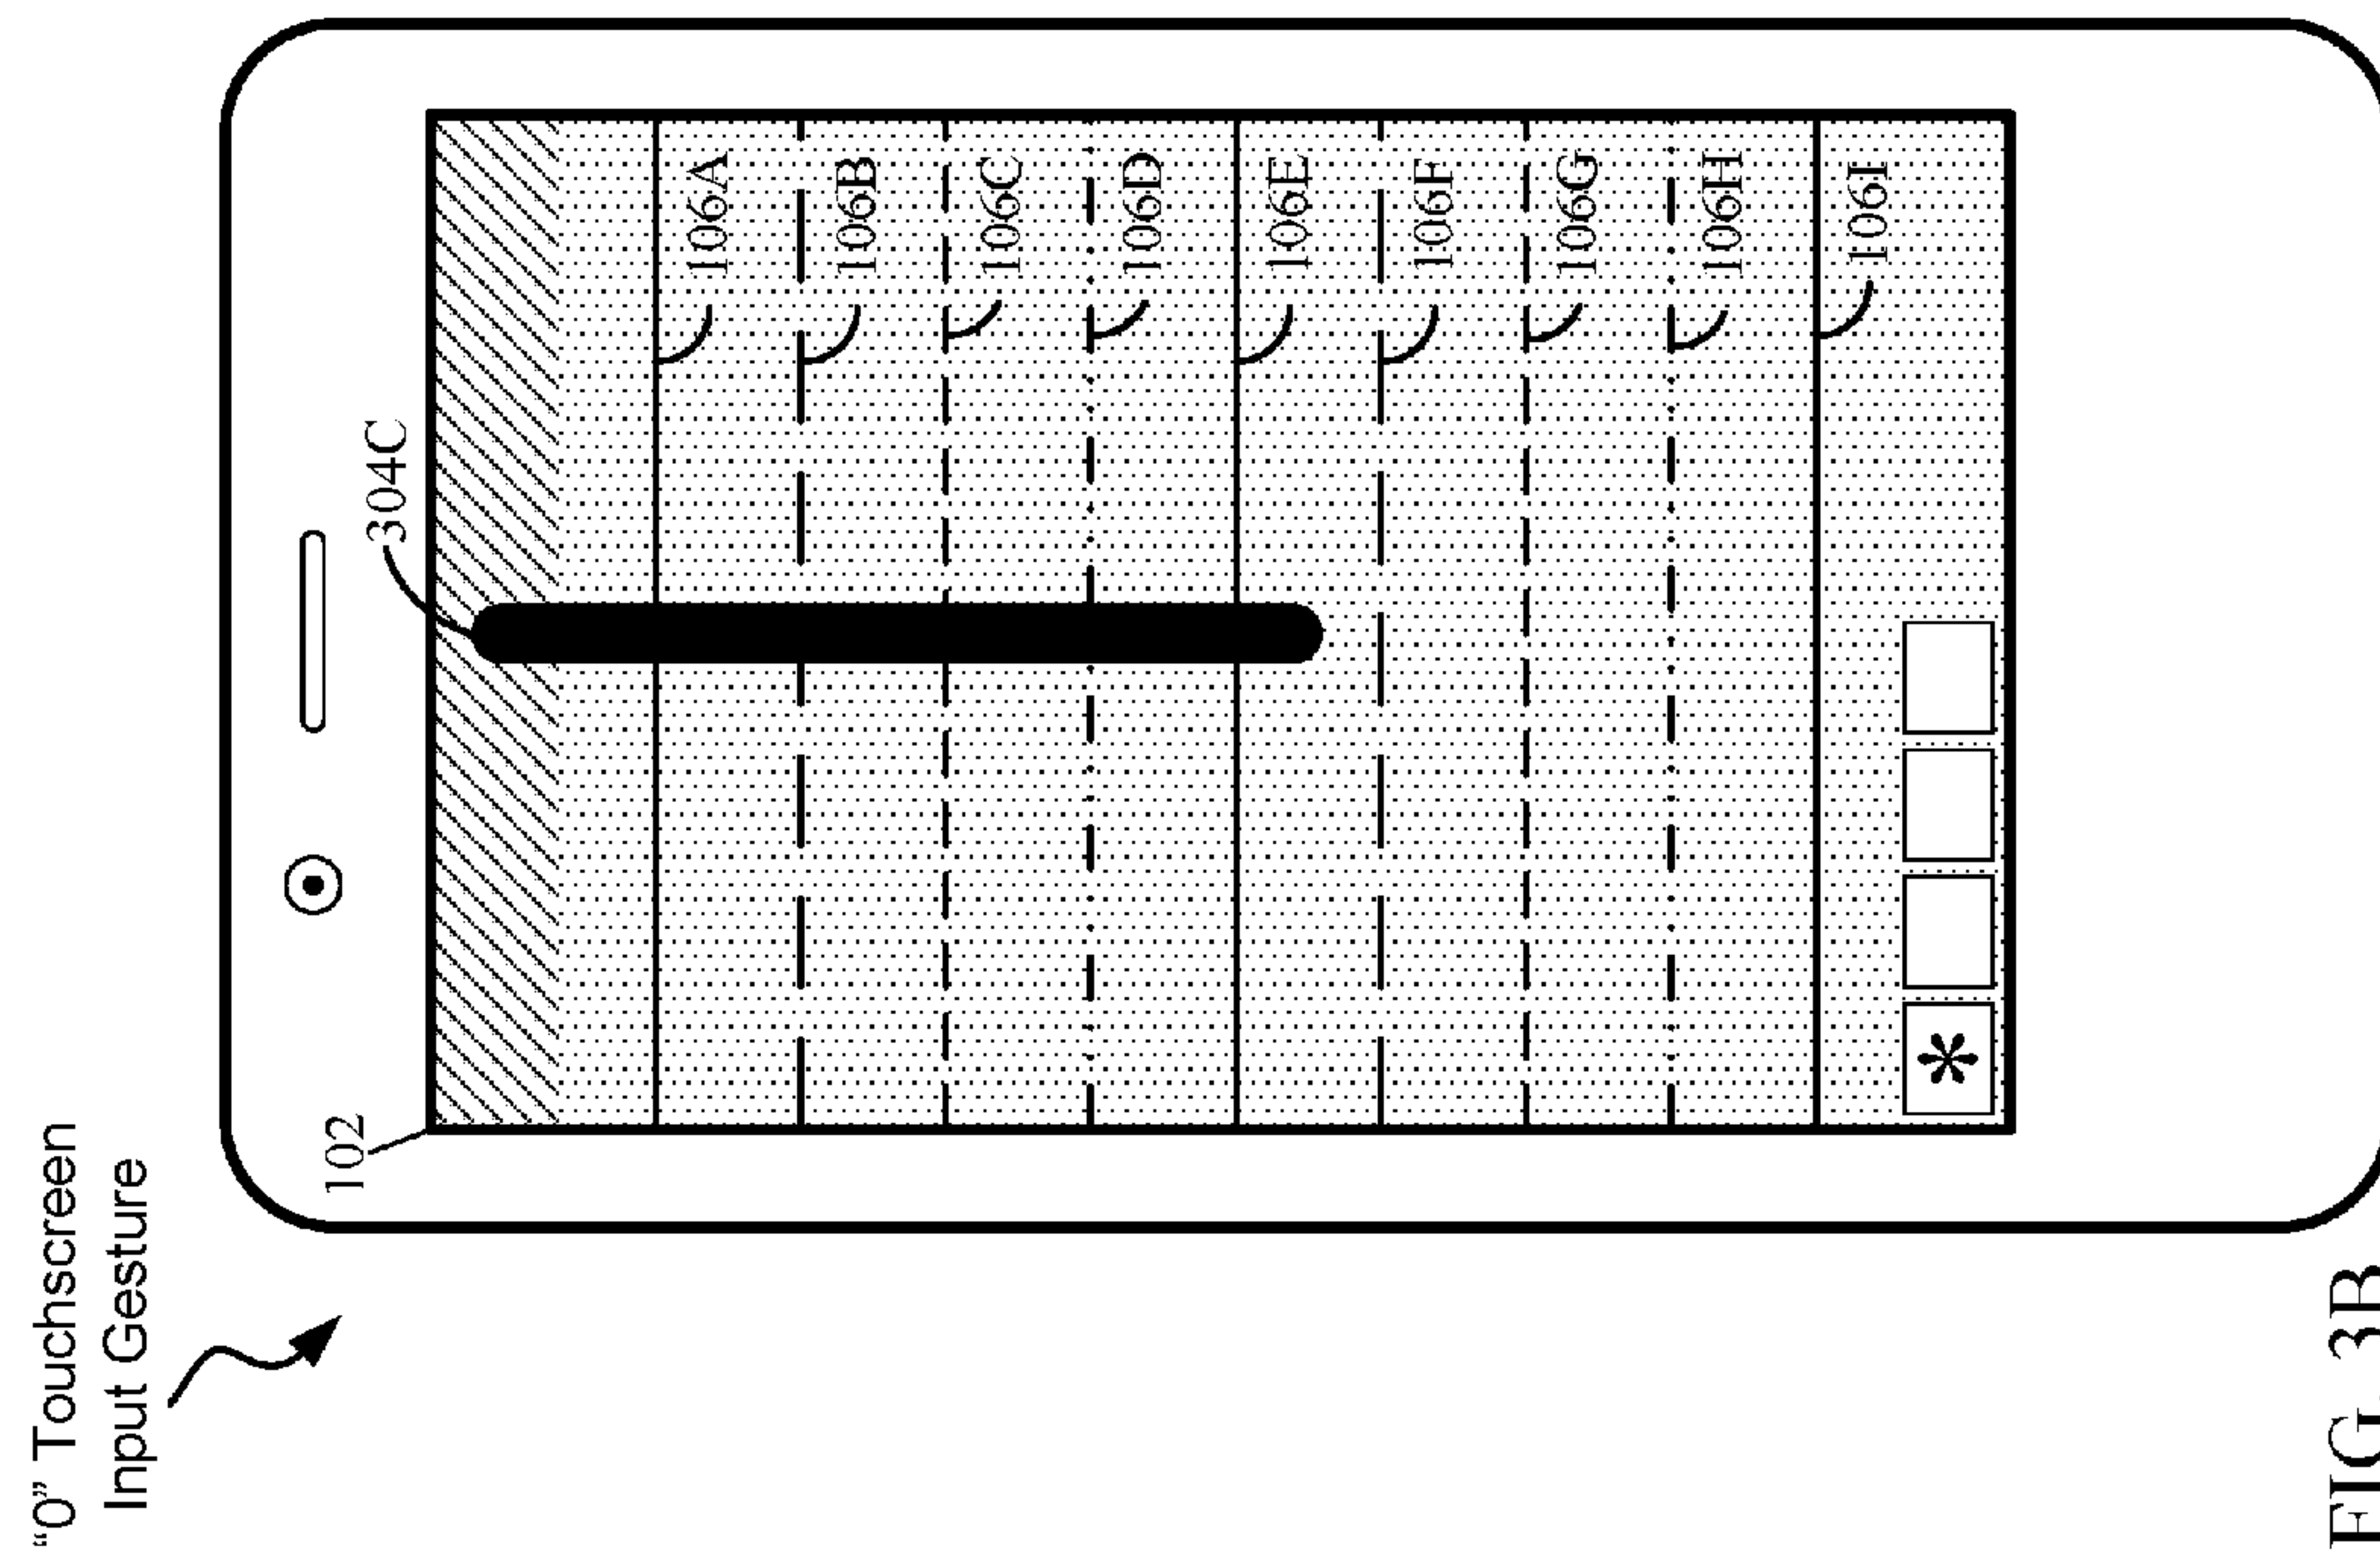 “0” Touchscreen
Input Gesture
102
304C
106A
106B
106C
106D
106E
106F
106G
106H
106I
*
FIG. 3B